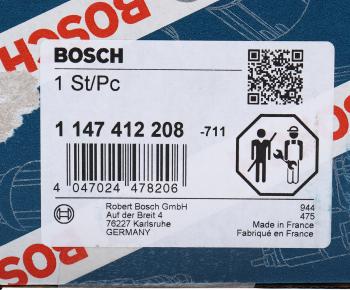 BOSCH
1 St/Pc
1 147 412 208 -711
4 047024 478206
Robert Bosch GmbH
Auf der Breit 4
76227 Karlsruhe
GERMANY
944
475
Made in France
Fabriqué en France
BOSCH